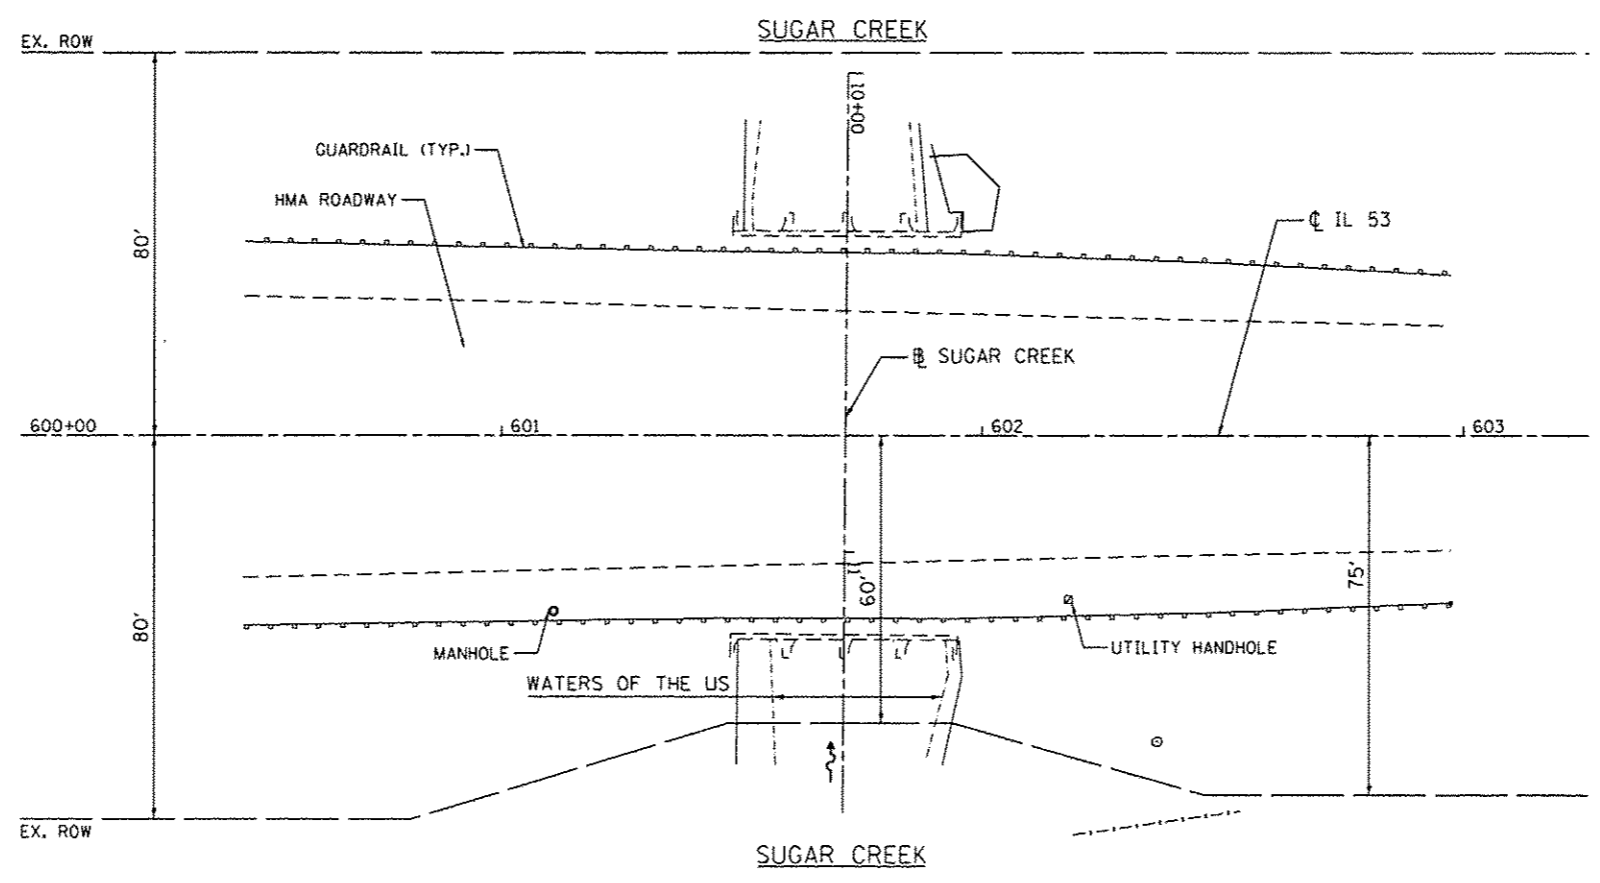 SUGAR CREEK
EX. ROW
10+00
GUARDRAIL (TYP.)
HMA ROADWAY
80'
℄ IL 53
SUGAR CREEK
600+00
601
602
603
60'
75'
80'
MANHOLE
UTILITY HANDHOLE
WATERS OF THE US
EX. ROW
SUGAR CREEK